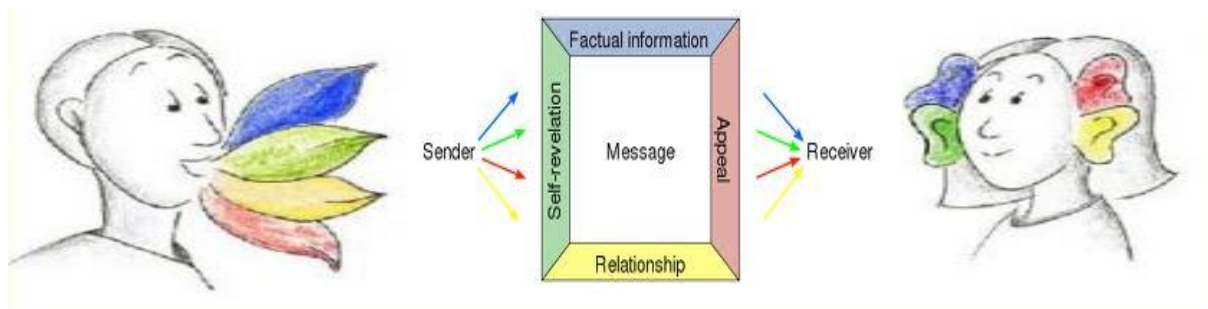 Factual information
Sender
Self-revelation
Message
Appeal
Receiver
Relationship